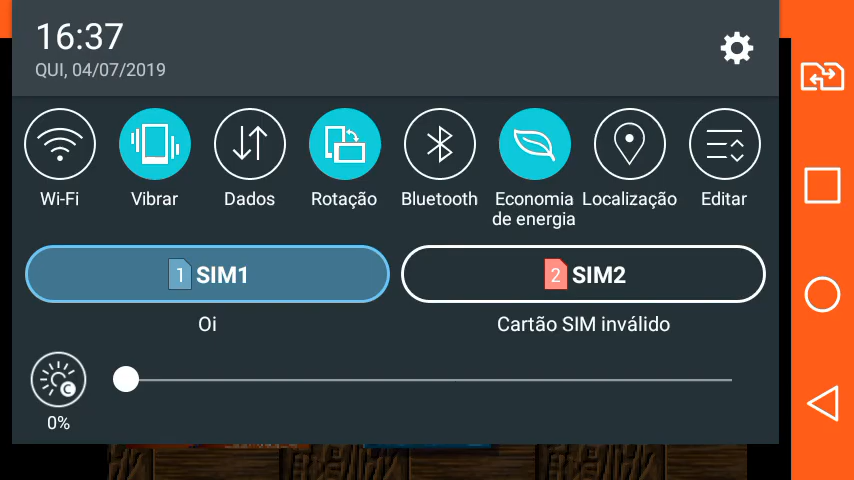 16:37
QUI, 04/07/2019
Wi-Fi
Vibrar
Dados
Rotação
Bluetooth
Economia
de energia
Localização
Editar
1 SIM1
2 SIM2
Oi
Cartão SIM inválido
0%